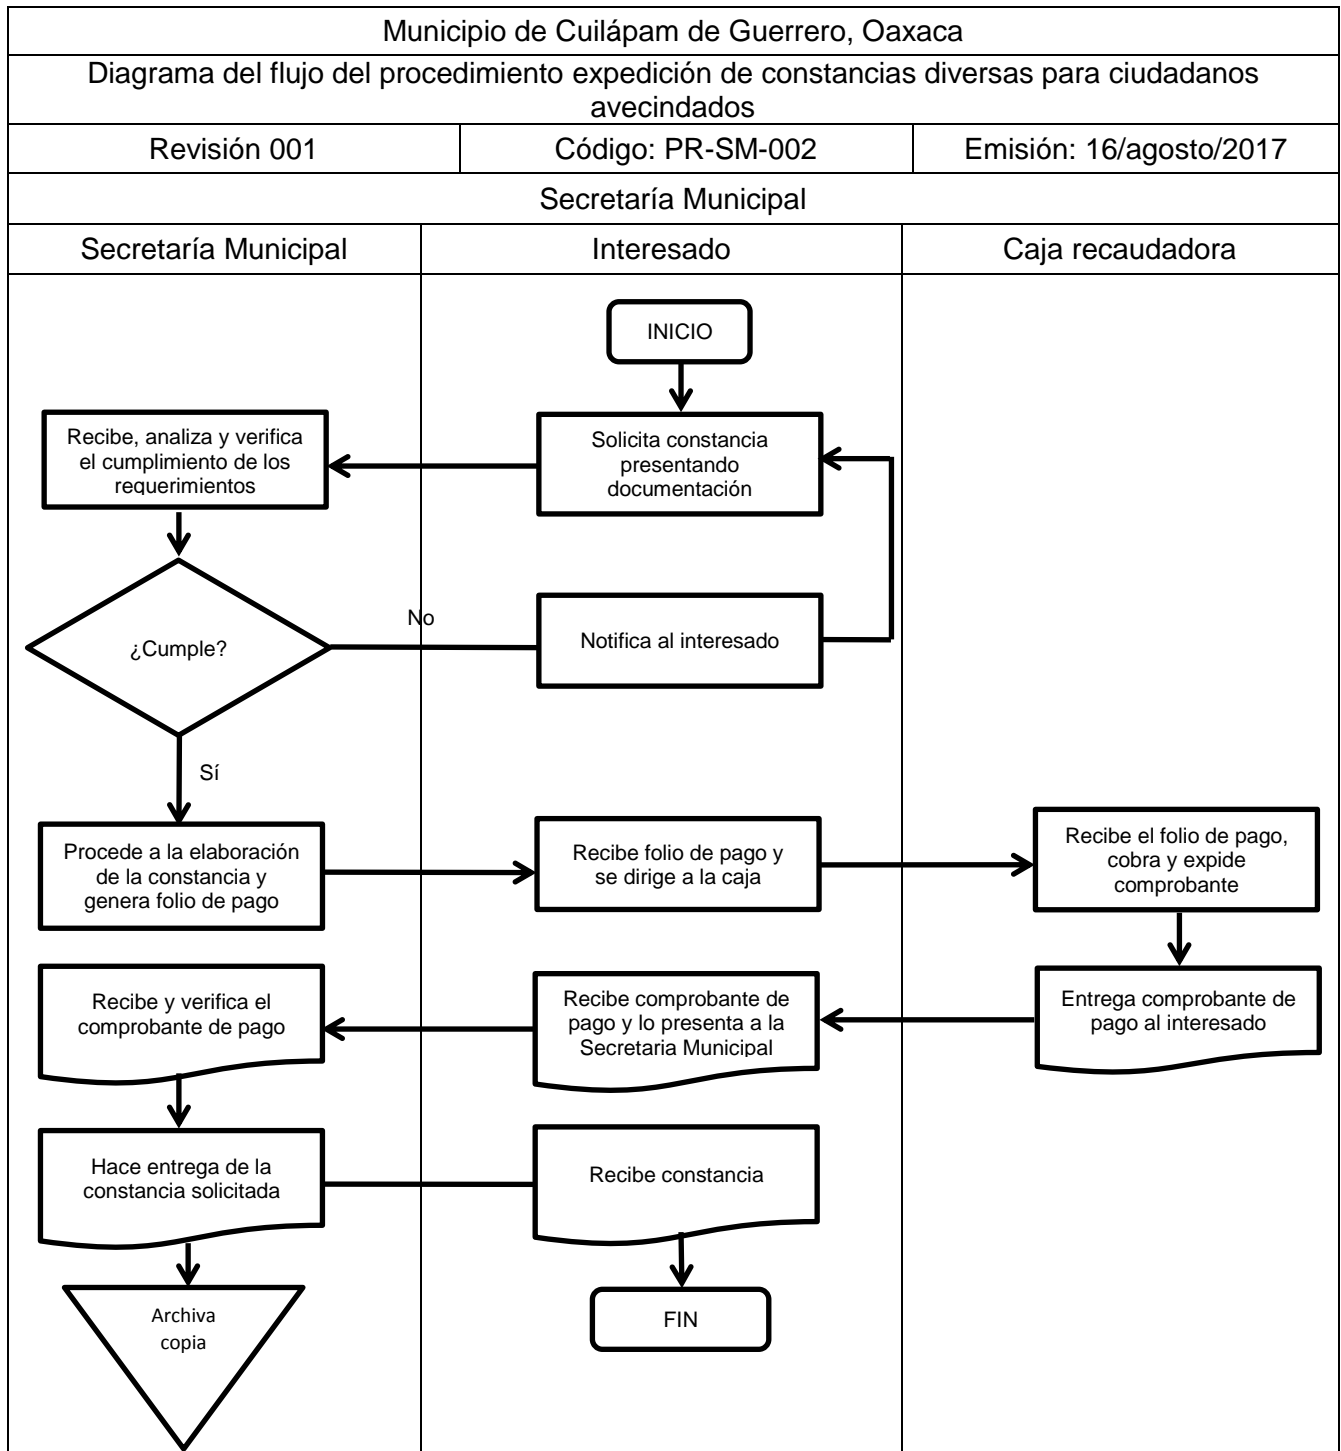 Municipio de Cuilápam de Guerrero, Oaxaca
Diagrama del flujo del procedimiento expedición de constancias diversas para ciudadanos
avecindados
Revisión 001
Código: PR-SM-002
Emisión: 16/agosto/2017
Secretaría Municipal
Secretaría Municipal
Interesado
Caja recaudadora
INICIO
Recibe, analiza y verifica
el cumplimiento de los
requerimientos
Solicita constancia
presentando
documentación
No
¿Cumple?
Notifica al interesado
Sí
Procede a la elaboración
de la constancia y
genera folio de pago
Recibe folio de pago y
se dirige a la caja
Recibe el folio de pago,
cobra y expide
comprobante
Recibe y verifica el
comprobante de pago
Recibe comprobante de
pago y lo presenta a la
Secretaria Municipal
Entrega comprobante de
pago al interesado
Hace entrega de la
constancia solicitada
Recibe constancia
Archiva
copia
FIN